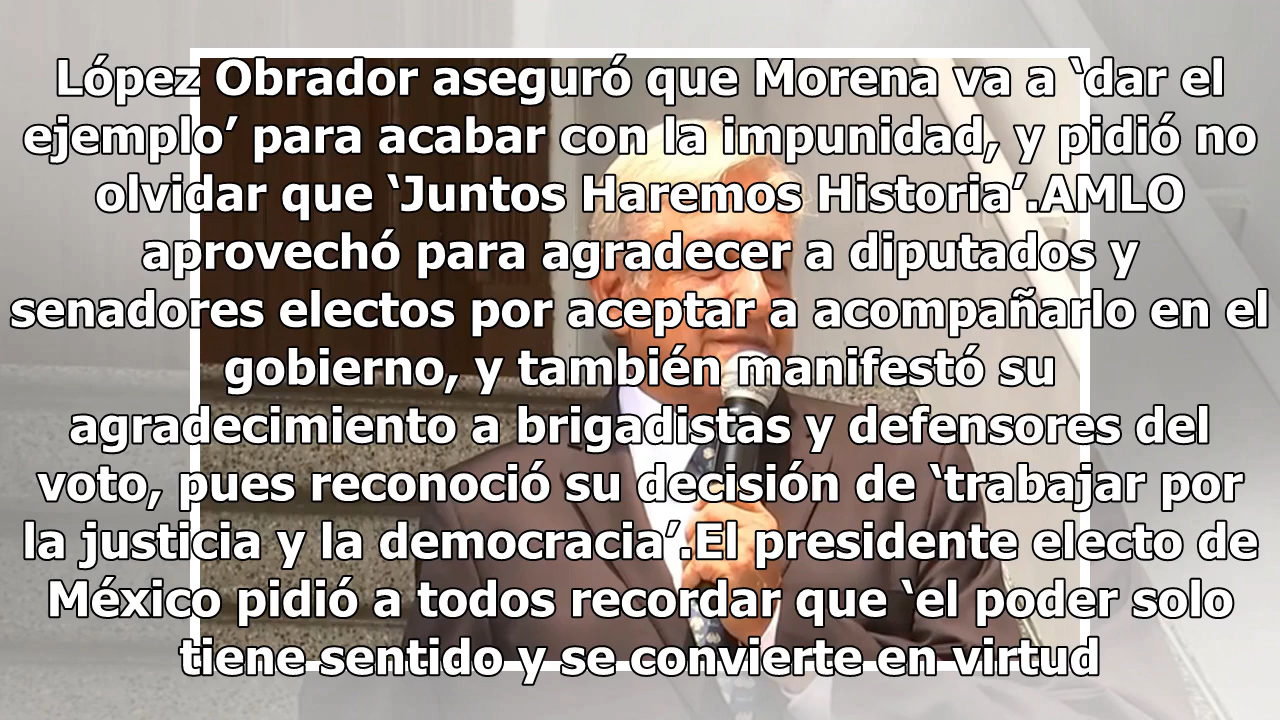 López Obrador aseguró que Morena va a ‘dar el
ejemplo’ para acabar con la impunidad, y pidió no
olvidar que ‘Juntos Haremos Historia’.AMLO
aprovechó para agradecer a diputados y
senadores electos por aceptar a acompañarlo en el
gobierno, y también manifestó su
agradecimiento a brigadistas y defensores del
voto, pues reconoció su decisión de ‘trabajar por
la justicia y la democracia’.El presidente electo de
México pidió a todos recordar que ‘el poder solo
tiene sentido y se convierte en virtud